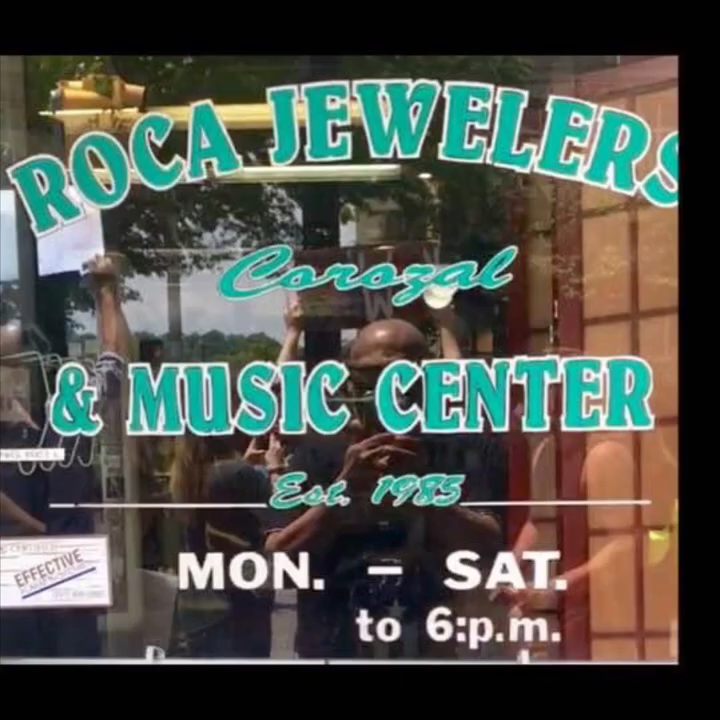 ROCA JEWELERS
Corozal
& MUSIC CENTER
Est. 1985
MON. – SAT.
to 6:p.m.
EFFECTIVE